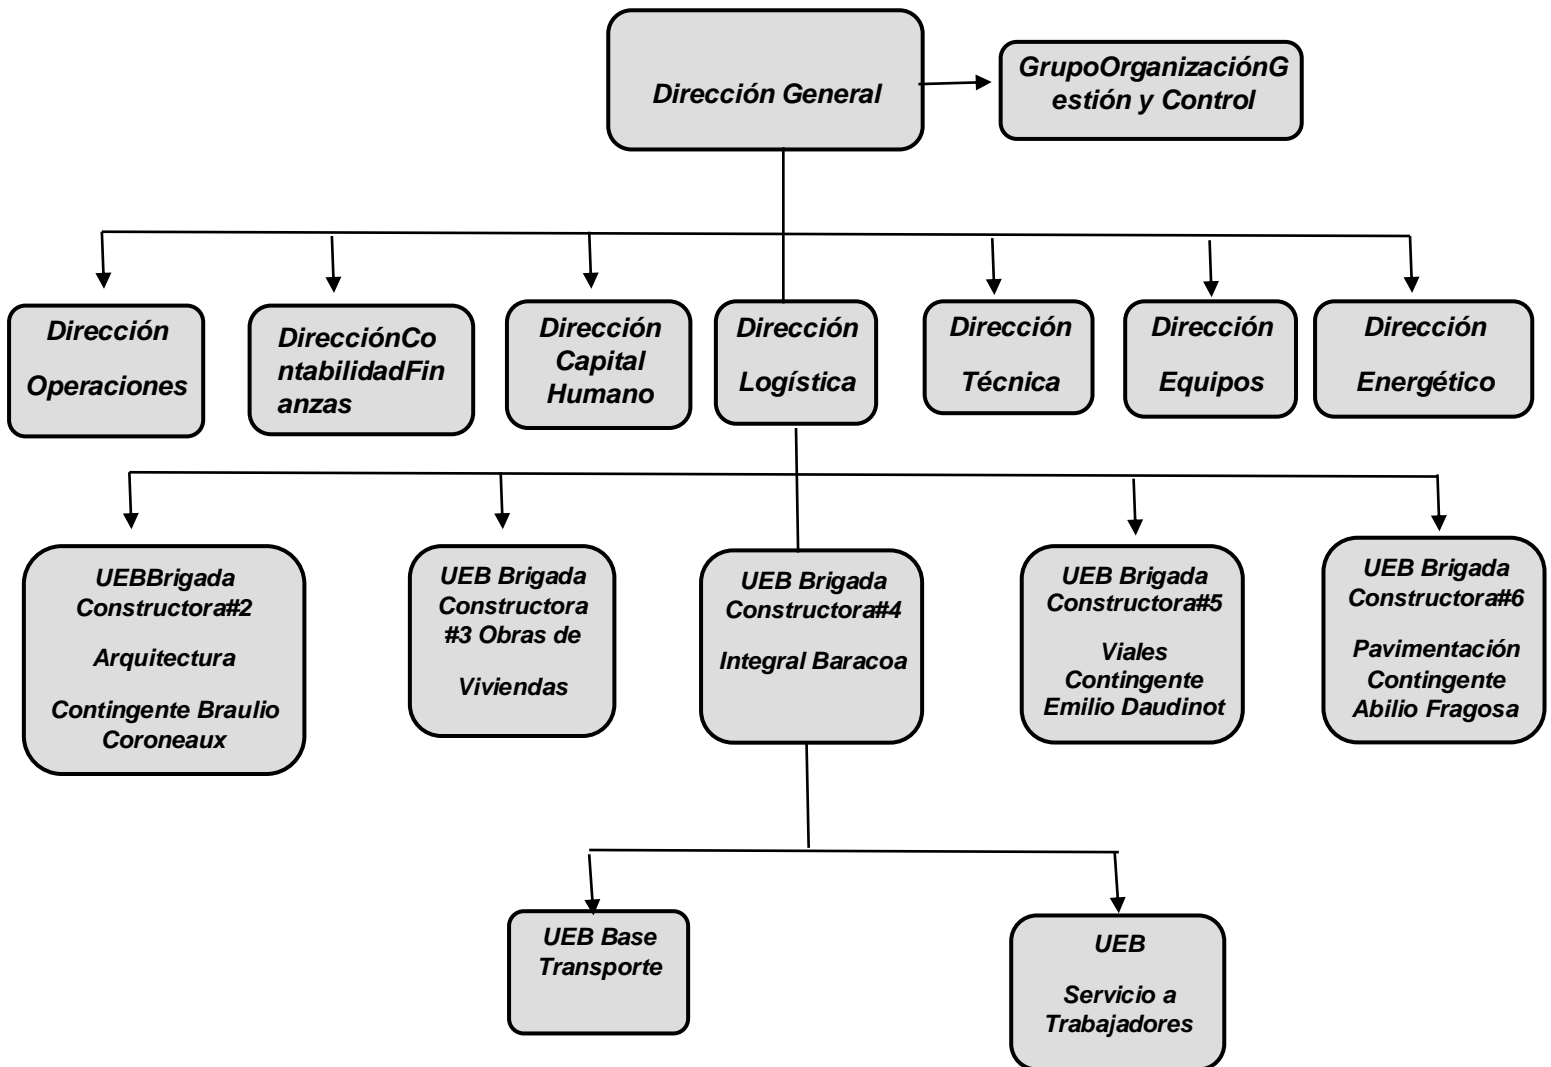 Dirección General
GrupoOrganizaciónG
estión y Control
Dirección
Operaciones
DirecciónCo
ntabilidadFin
anzas
Dirección
Capital
Humano
Dirección
Logística
Dirección
Técnica
Dirección
Equipos
Dirección
Energético
UEBBrigada
Constructora#2
Arquitectura
Contingente Braulio
Coroneaux
UEB Brigada
Constructora
#3 Obras de
Viviendas
UEB Brigada
Constructora#4
Integral Baracoa
UEB Brigada
Constructora#5
Viales
Contingente
Emilio Daudinot
UEB Brigada
Constructora#6
Pavimentación
Contingente
Abilio Fragosa
UEB Base
Transporte
UEB
Servicio a
Trabajadores